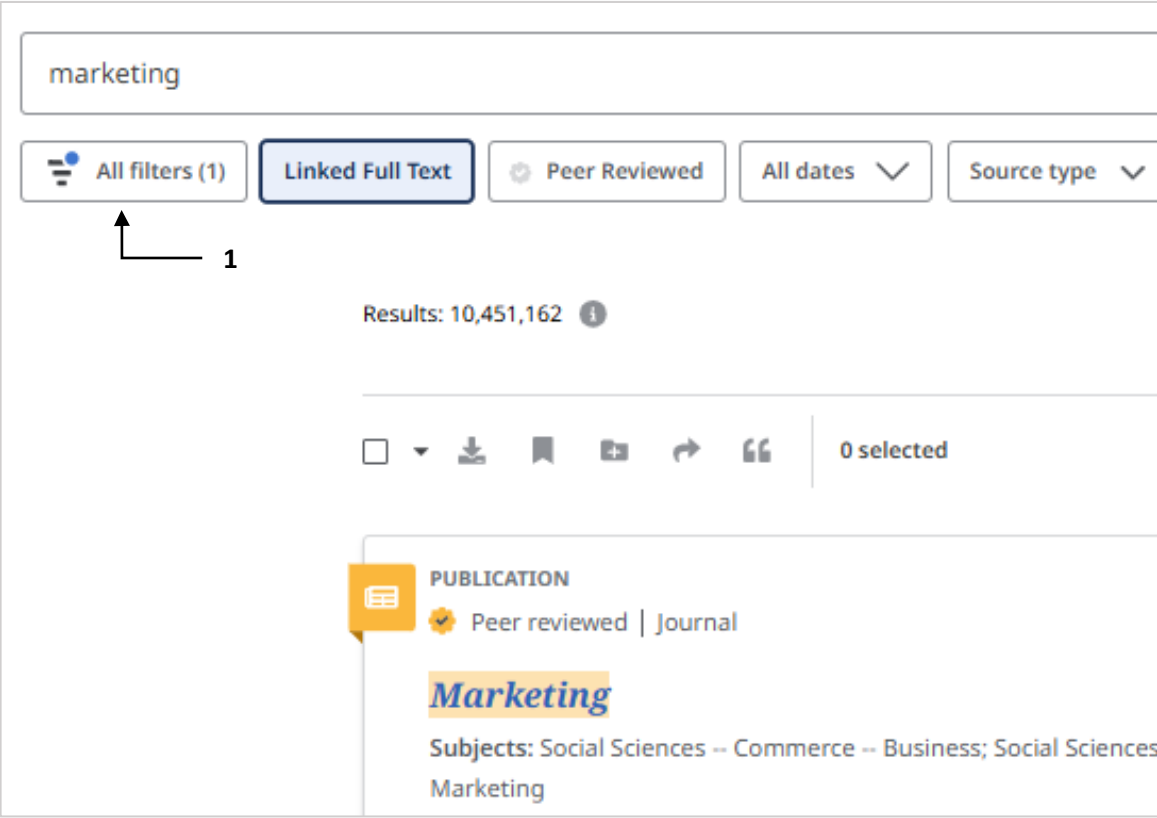 marketing
All filters (1) Linked Full Text Peer Reviewed All dates Source type
1
Results: 10,451,162
0 selected
PUBLICATION
Peer reviewed | Journal
Marketing
Subjects: Social Sciences -- Commerce -- Business; Social Sciences
Marketing